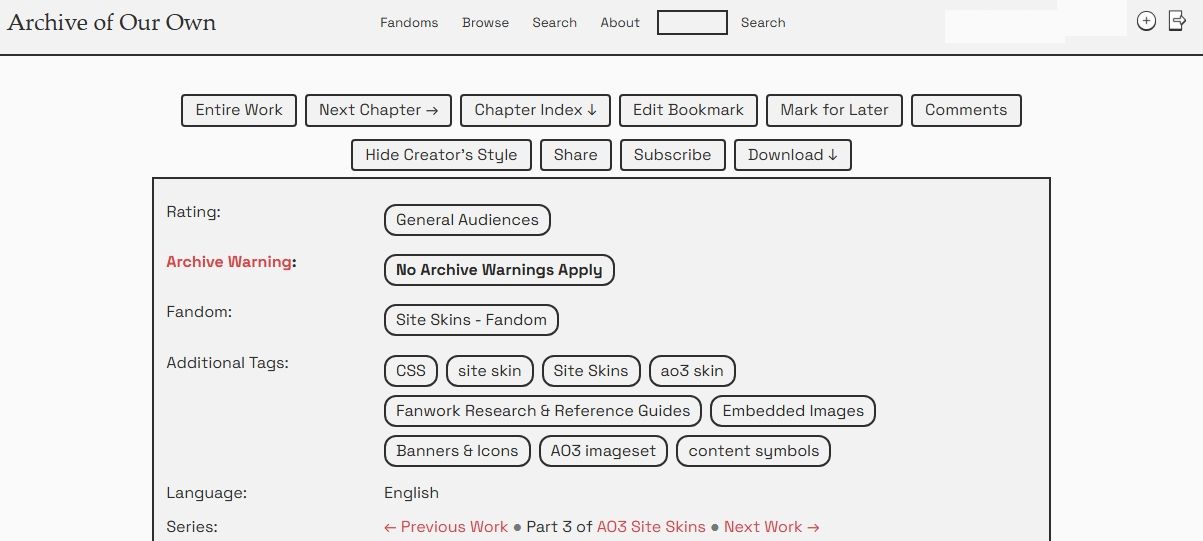 Archive of Our Own Fandoms Browse Search About Search
Entire Work Next Chapter → Chapter Index ↓ Edit Bookmark Mark for Later Comments
Hide Creator's Style Share Subscribe Download ↓
Rating: General Audiences
Archive Warning: No Archive Warnings Apply
Fandom: Site Skins - Fandom
Additional Tags: CSS site skin Site Skins ao3 skin
Fanwork Research & Reference Guides Embedded Images
Banners & Icons AO3 imageset content symbols
Language: English
Series: ← Previous Work ● Part 3 of AO3 Site Skins ● Next Work →